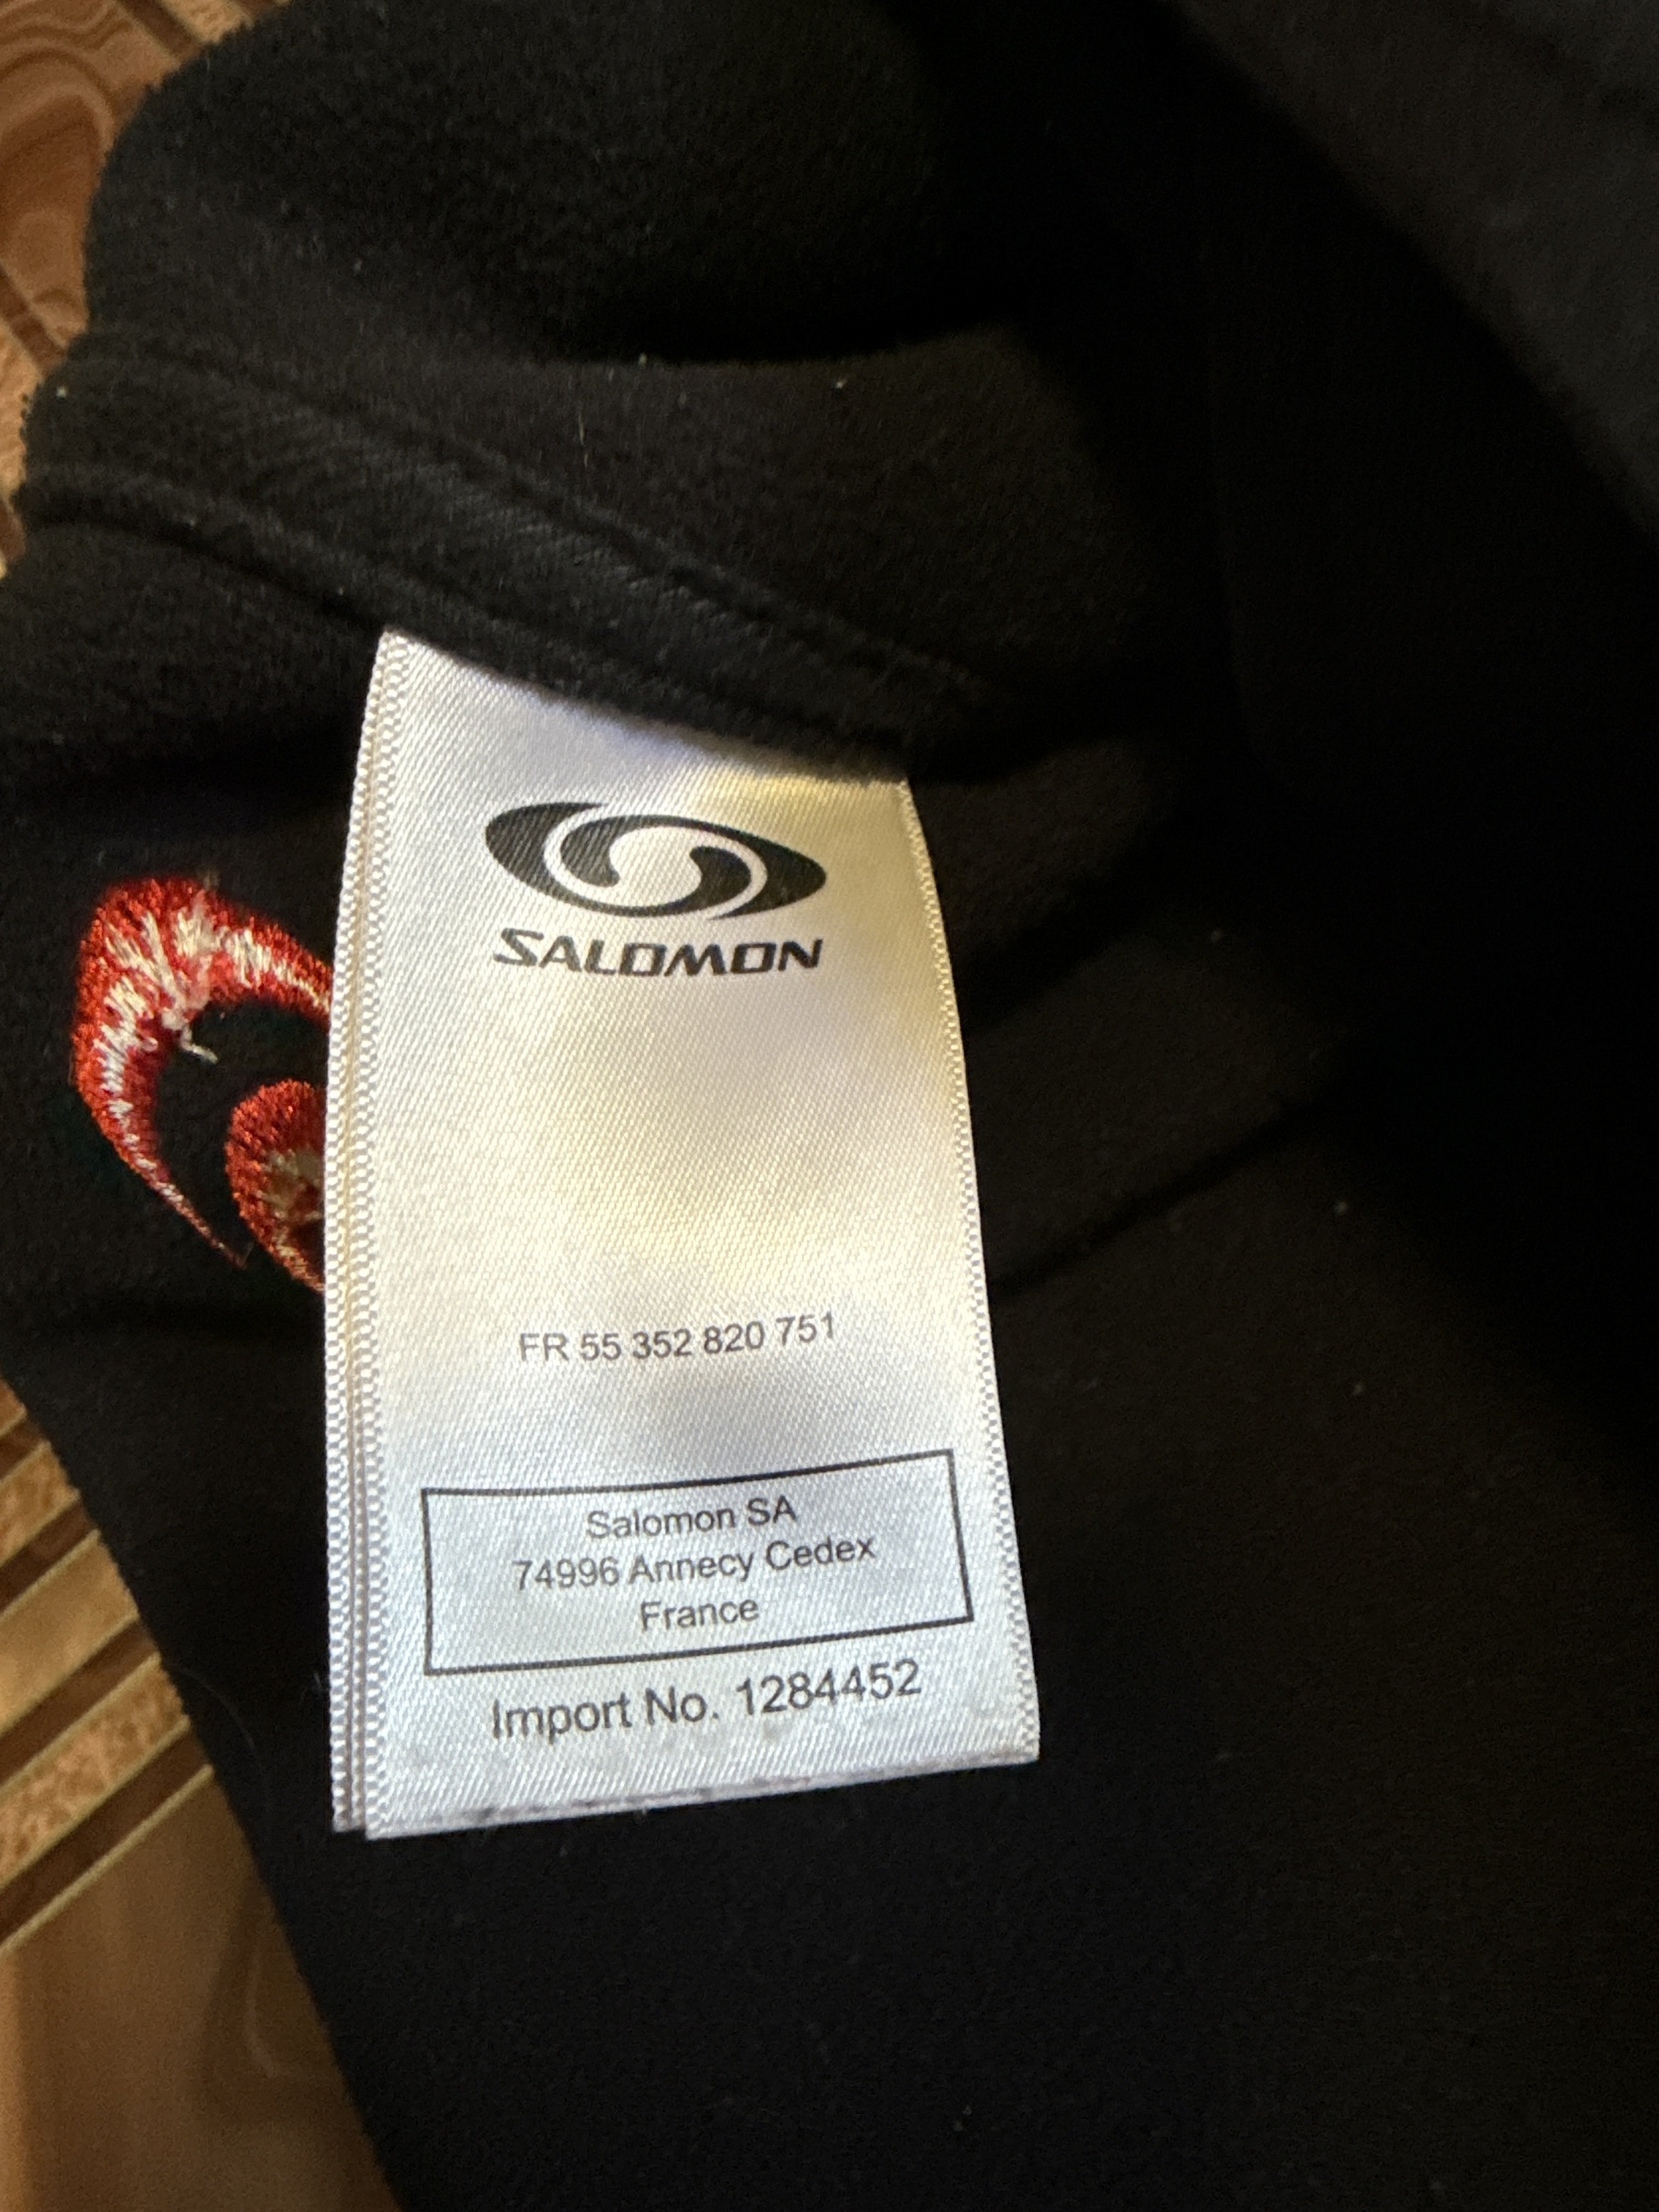 SALOMON
FR 55 352 820 751
Salomon SA
74996 Annecy Cedex
France
Import No. 1284452